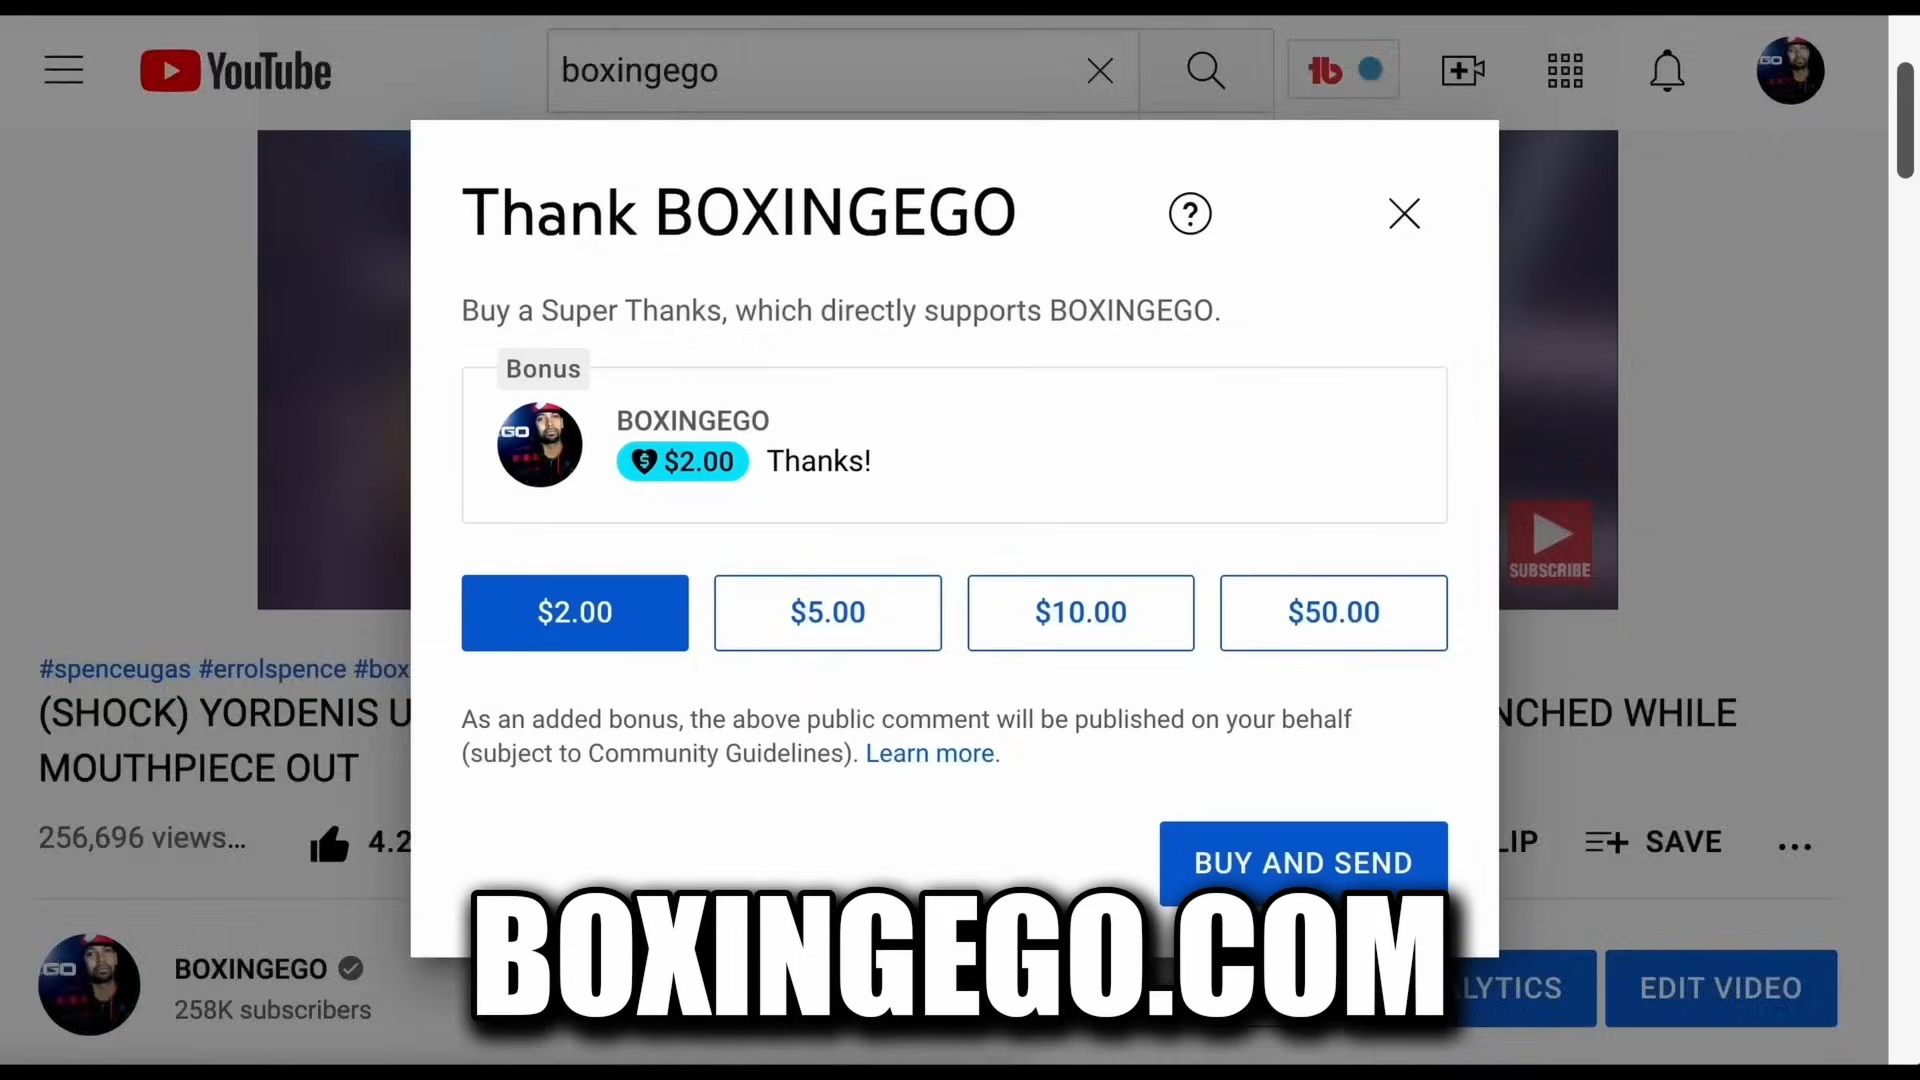 YouTube
boxingego
Thank BOXINGEGO
Buy a Super Thanks, which directly supports BOXINGEGO.
Bonus
BOXINGEGO
$2.00 Thanks!
$2.00 $5.00 $10.00 $50.00
SUBSCRIBE
As an added bonus, the above public comment will be published on your behalf
(subject to Community Guidelines). Learn more.
BUY AND SEND
#spenceugas #errolspence #box
(SHOCK) YORDENIS U NCHED WHILE
MOUTHPIECE OUT
256,696 views... 4.2 LIP SAVE
BOXINGEGO
258K subscribers
LYTICS EDIT VIDEO
BOXINGEGO.COM